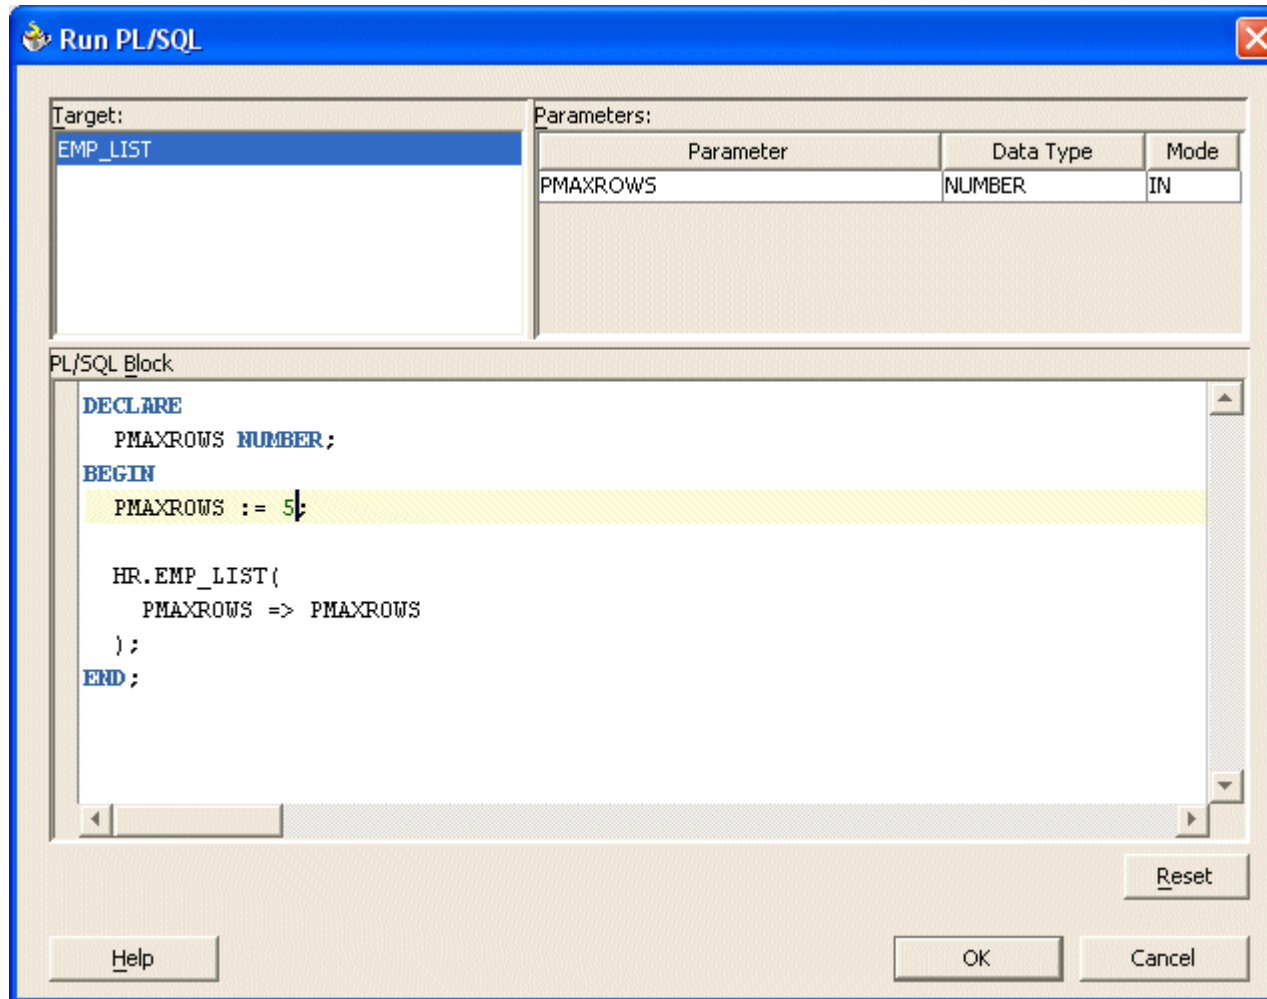 Run PL/SQL
Target:
EMP_LIST
Parameters:
Parameter Data Type Mode
PMAXROWS NUMBER IN
PL/SQL Block
DECLARE
  PMAXROWS NUMBER;
BEGIN
  PMAXROWS := 5;
  HR.EMP_LIST(
    PMAXROWS => PMAXROWS
  );
END;
Reset
Help OK Cancel